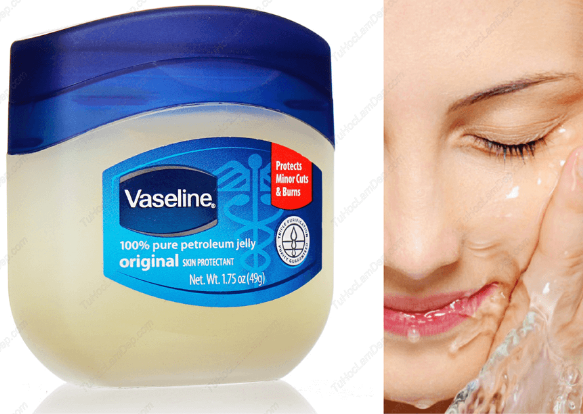 Protects
Minor Cuts
& Burns
Vaseline®
100% pure petroleum jelly
original SKIN PROTECTANT
Net. Wt. 1.75 oz (49g)